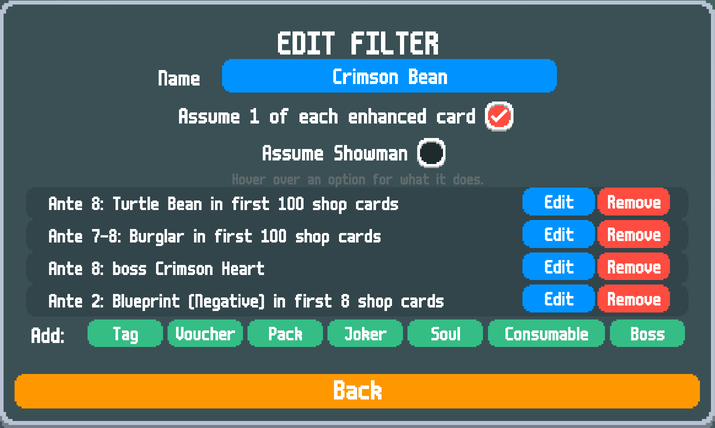 EDIT FILTER
Name Crimson Bean
Assume 1 of each enhanced card
Assume Showman
Hover over an option for what it does.
Ante 8: Turtle Bean in first 100 shop cards Edit Remove
Ante 7-8: Burglar in first 100 shop cards Edit Remove
Ante 8: boss Crimson Heart Edit Remove
Ante 2: Blueprint (Negative) in first 8 shop cards Edit Remove
Add: Tag Voucher Pack Joker Soul Consumable Boss
Back